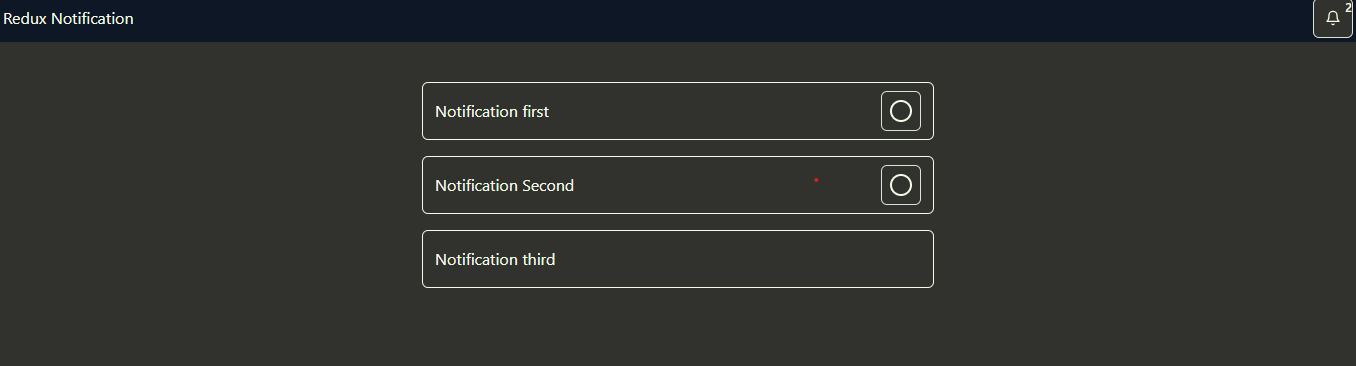 Redux Notification
2
Notification first
Notification Second
Notification third